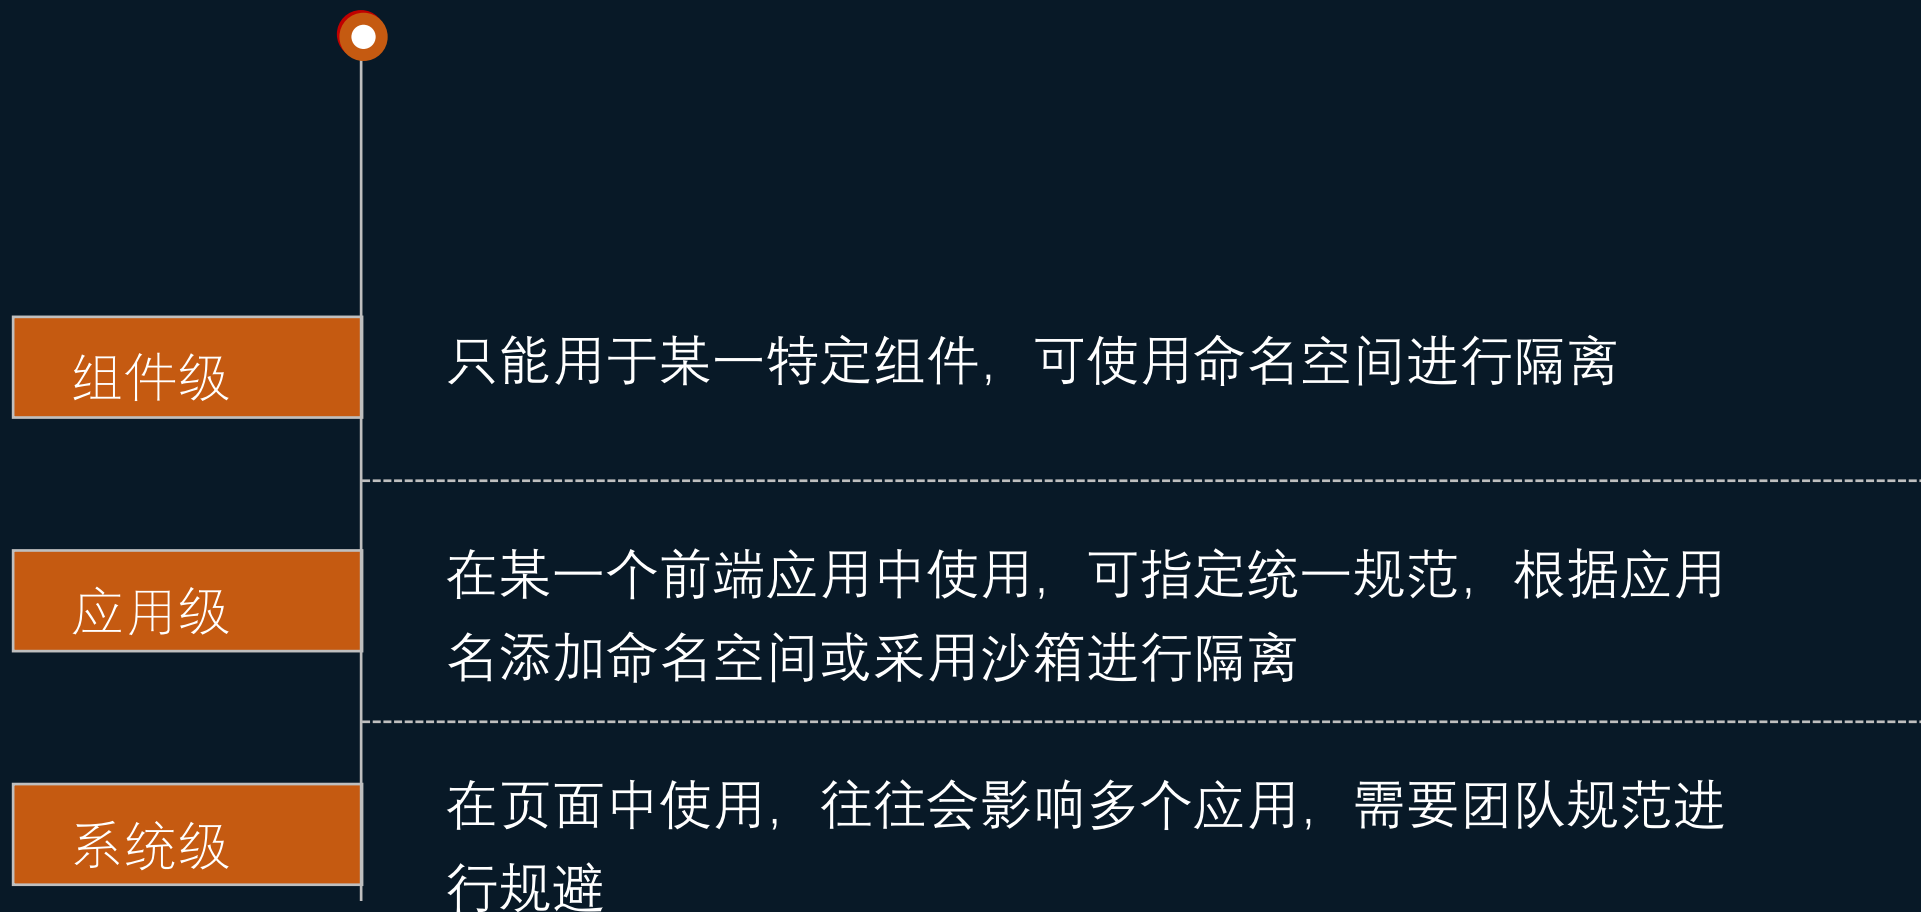 组件级
只能用于某一特定组件，可使用命名空间进行隔离
应用级
在某一个前端应用中使用，可指定统一规范，根据应用
名添加命名空间或采用沙箱进行隔离
系统级
在页面中使用，往往会影响多个应用，需要团队规范进
行规避